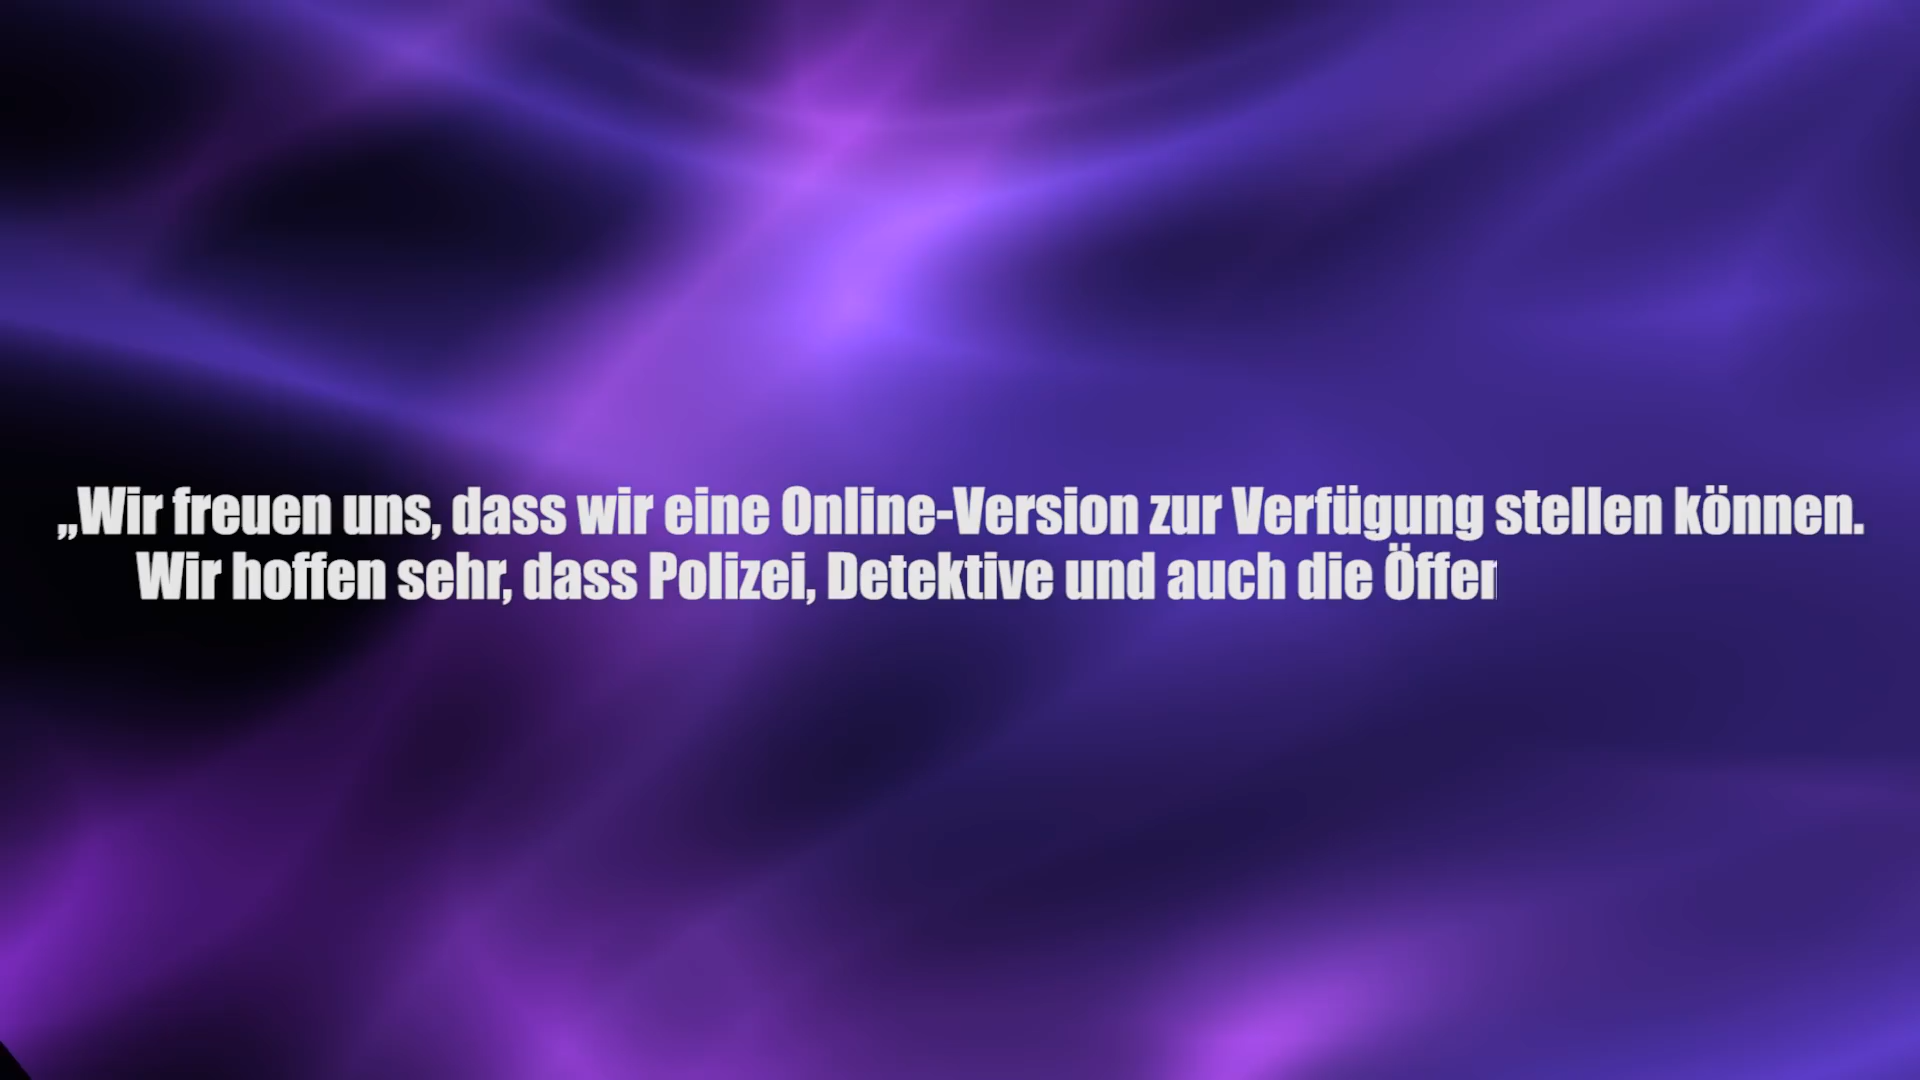 „Wir freuen uns, dass wir eine Online-Version zur Verfügung stellen können.
Wir hoffen sehr, dass Polizei, Detektive und auch die